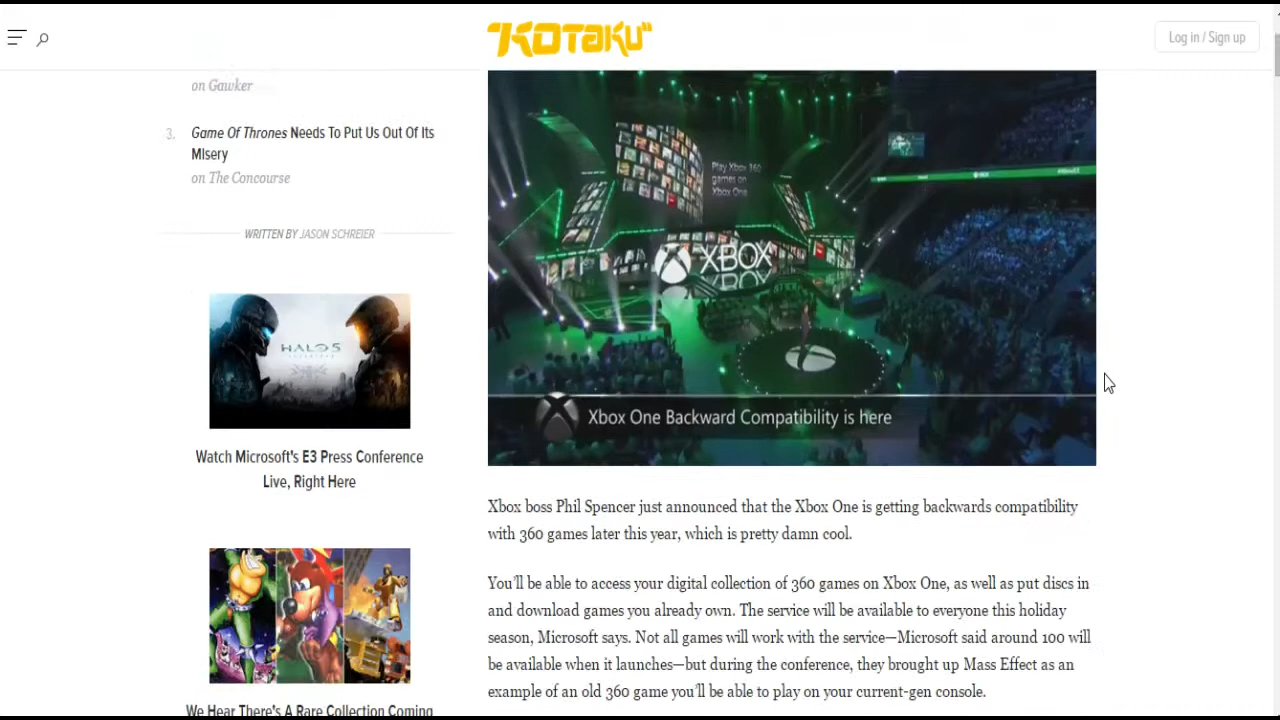 KOTAKU
Log in / Sign up
on Gawker
3. Game Of Thrones Needs To Put Us Out Of Its
MIsery
on The Concourse
WRITTEN BY JASON SCHREIER
HALO 5
Watch Microsoft's E3 Press Conference
Live, Right Here
We Hear There's A Rare Collection Coming
Play Xbox 360
games on
Xbox One
XBOX
XBOX
Xbox One Backward Compatibility is here
Xbox boss Phil Spencer just announced that the Xbox One is getting backwards compatibility
with 360 games later this year, which is pretty damn cool.
You'll be able to access your digital collection of 360 games on Xbox One, as well as put discs in
and download games you already own. The service will be available to everyone this holiday
season, Microsoft says. Not all games will work with the service—Microsoft said around 100 will
be available when it launches—but during the conference, they brought up Mass Effect as an
example of an old 360 game you'll be able to play on your current-gen console.